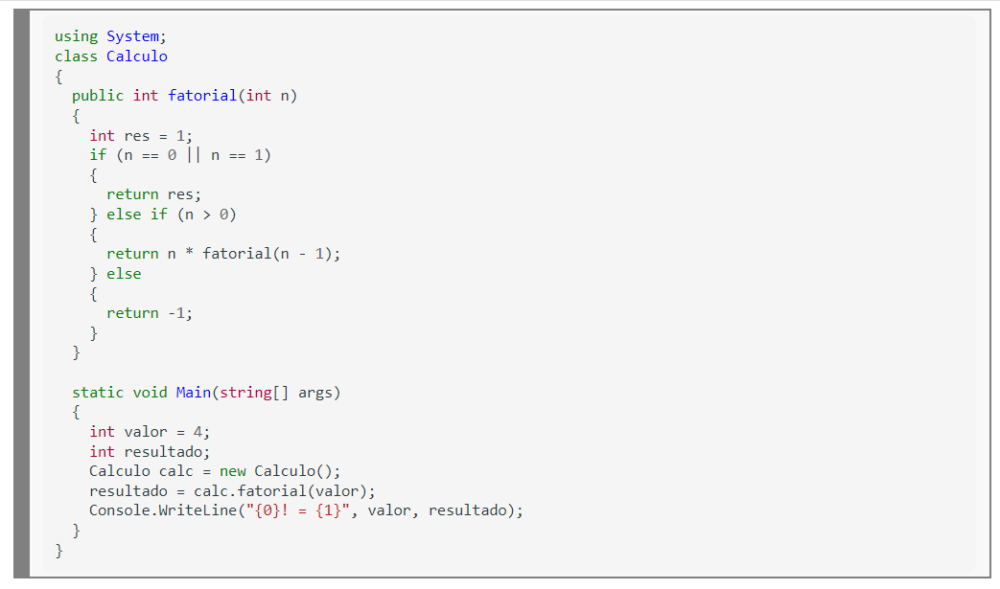 using System;
class Calculo
{
  public int fatorial(int n)
  {
    int res = 1;
    if (n == 0 || n == 1)
    {
      return res;
    } else if (n > 0)
    {
      return n * fatorial(n - 1);
    } else
    {
      return -1;
    }
  }

  static void Main(string[] args)
  {
    int valor = 4;
    int resultado;
    Calculo calc = new Calculo();
    resultado = calc.fatorial(valor);
    Console.WriteLine("{0}! = {1}", valor, resultado);
  }
}